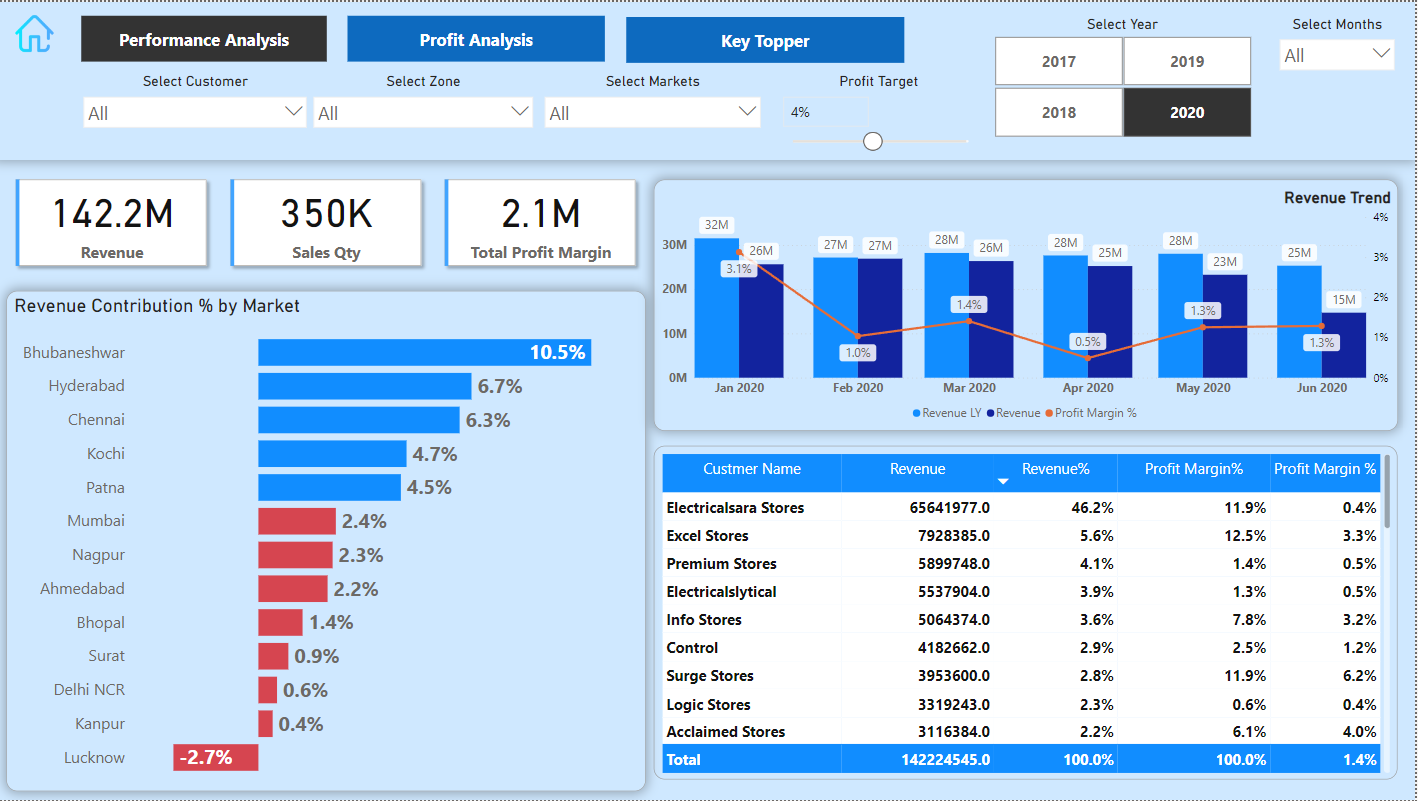 Performance Analysis
Profit Analysis
Key Topper
Select Year
Select Months
2017
2019
All
Select Customer
Select Zone
Select Markets
Profit Target
All
All
All
4%
2018
2020
142.2M
Revenue
350K
Sales Qty
2.1M
Total Profit Margin
Revenue Contribution % by Market
Bhubaneshwar 10.5%
Hyderabad 6.7%
Chennai 6.3%
Kochi 4.7%
Patna 4.5%
Mumbai 2.4%
Nagpur 2.3%
Ahmedabad 2.2%
Bhopal 1.4%
Surat 0.9%
Delhi NCR 0.6%
Kanpur 0.4%
Lucknow -2.7%
Revenue Trend
4%
3%
2%
1%
0%
30M
20M
10M
0M
32M 26M 27M 27M 28M 26M 28M 25M 28M 23M 25M 15M
3.1% 1.0% 1.4% 0.5% 1.3% 1.3%
Jan 2020 Feb 2020 Mar 2020 Apr 2020 May 2020 Jun 2020
Revenue LY Revenue Profit Margin %
Custmer Name Revenue Revenue% Profit Margin% Profit Margin %
Electricalsara Stores 65641977.0 46.2% 11.9% 0.4%
Excel Stores 7928385.0 5.6% 12.5% 3.3%
Premium Stores 5899748.0 4.1% 1.4% 0.5%
Electricalslytical 5537904.0 3.9% 1.3% 0.5%
Info Stores 5064374.0 3.6% 7.8% 3.2%
Control 4182662.0 2.9% 2.5% 1.2%
Surge Stores 3953600.0 2.8% 11.9% 6.2%
Logic Stores 3319243.0 2.3% 0.6% 0.4%
Acclaimed Stores 3116384.0 2.2% 6.1% 4.0%
Total 142224545.0 100.0% 100.0% 1.4%